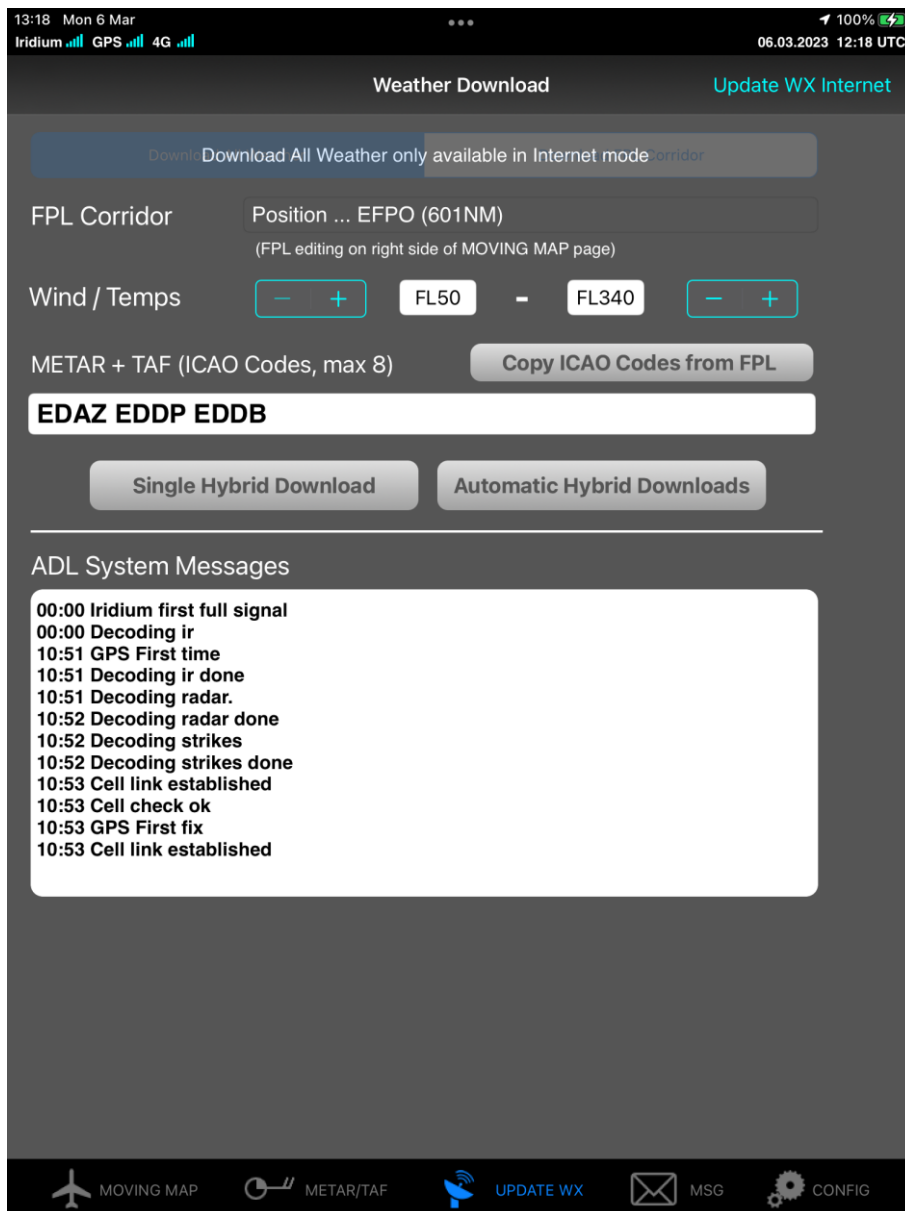 13:18 Mon 6 Mar
100%
Iridium GPS 4G
06.03.2023 12:18 UTC
Weather Download
Update WX Internet
Download All Weather only available in Internet mode
Corridor
FPL Corridor
Position ... EFPO (601NM)
(FPL editing on right side of MOVING MAP page)
Wind / Temps
− + FL50 - FL340 − +
METAR + TAF (ICAO Codes, max 8)
Copy ICAO Codes from FPL
EDAZ EDDP EDDB
Single Hybrid Download
Automatic Hybrid Downloads
ADL System Messages
00:00 Iridium first full signal
00:00 Decoding ir
10:51 GPS First time
10:51 Decoding ir done
10:51 Decoding radar.
10:52 Decoding radar done
10:52 Decoding strikes
10:52 Decoding strikes done
10:53 Cell link established
10:53 Cell check ok
10:53 GPS First fix
10:53 Cell link established
MOVING MAP
METAR/TAF
UPDATE WX
MSG
CONFIG